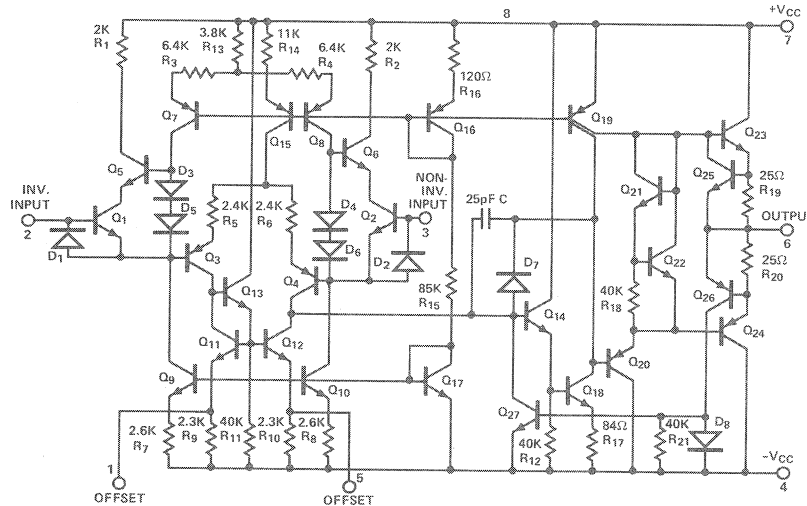 8
+V_CC
7
2K
R1
3.8K
R13
11K
R14
6.4K
R3
6.4K
R4
2K
R2
120Ω
R16
Q7
Q15
Q8
Q16
Q19
Q23
Q5
D3
Q6
Q21
Q25
25Ω
R19
INV.
INPUT
2
Q1
D5
2.4K
R5
2.4K
R6
D4
Q2
NON-
INV.
INPUT
3
25pF C
OUTPU
6
D1
Q3
Q4
D6
D2
D7
Q22
25Ω
R20
Q13
85K
R15
Q14
40K
R18
Q26
Q24
Q11
Q12
Q20
Q9
Q10
Q17
Q18
Q27
D8
2.6K
R7
2.3K
R9
40K
R11
2.3K
R10
2.6K
R8
40K
R12
84Ω
R17
40K
R21
1
OFFSET
5
OFFSET
-V_CC
4